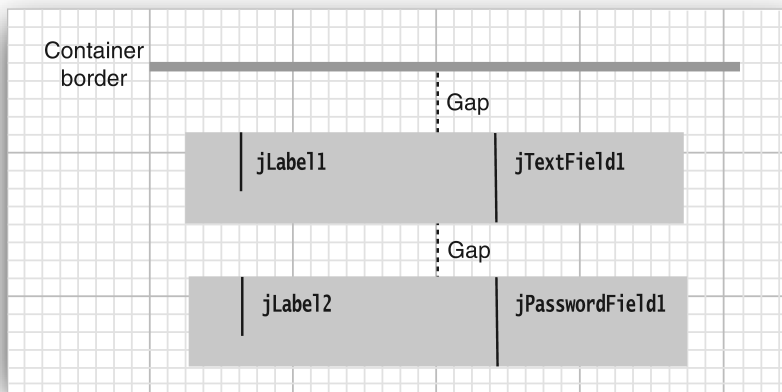 Container
border
Gap
jLabel1
jTextField1
Gap
jLabel2
jPasswordField1